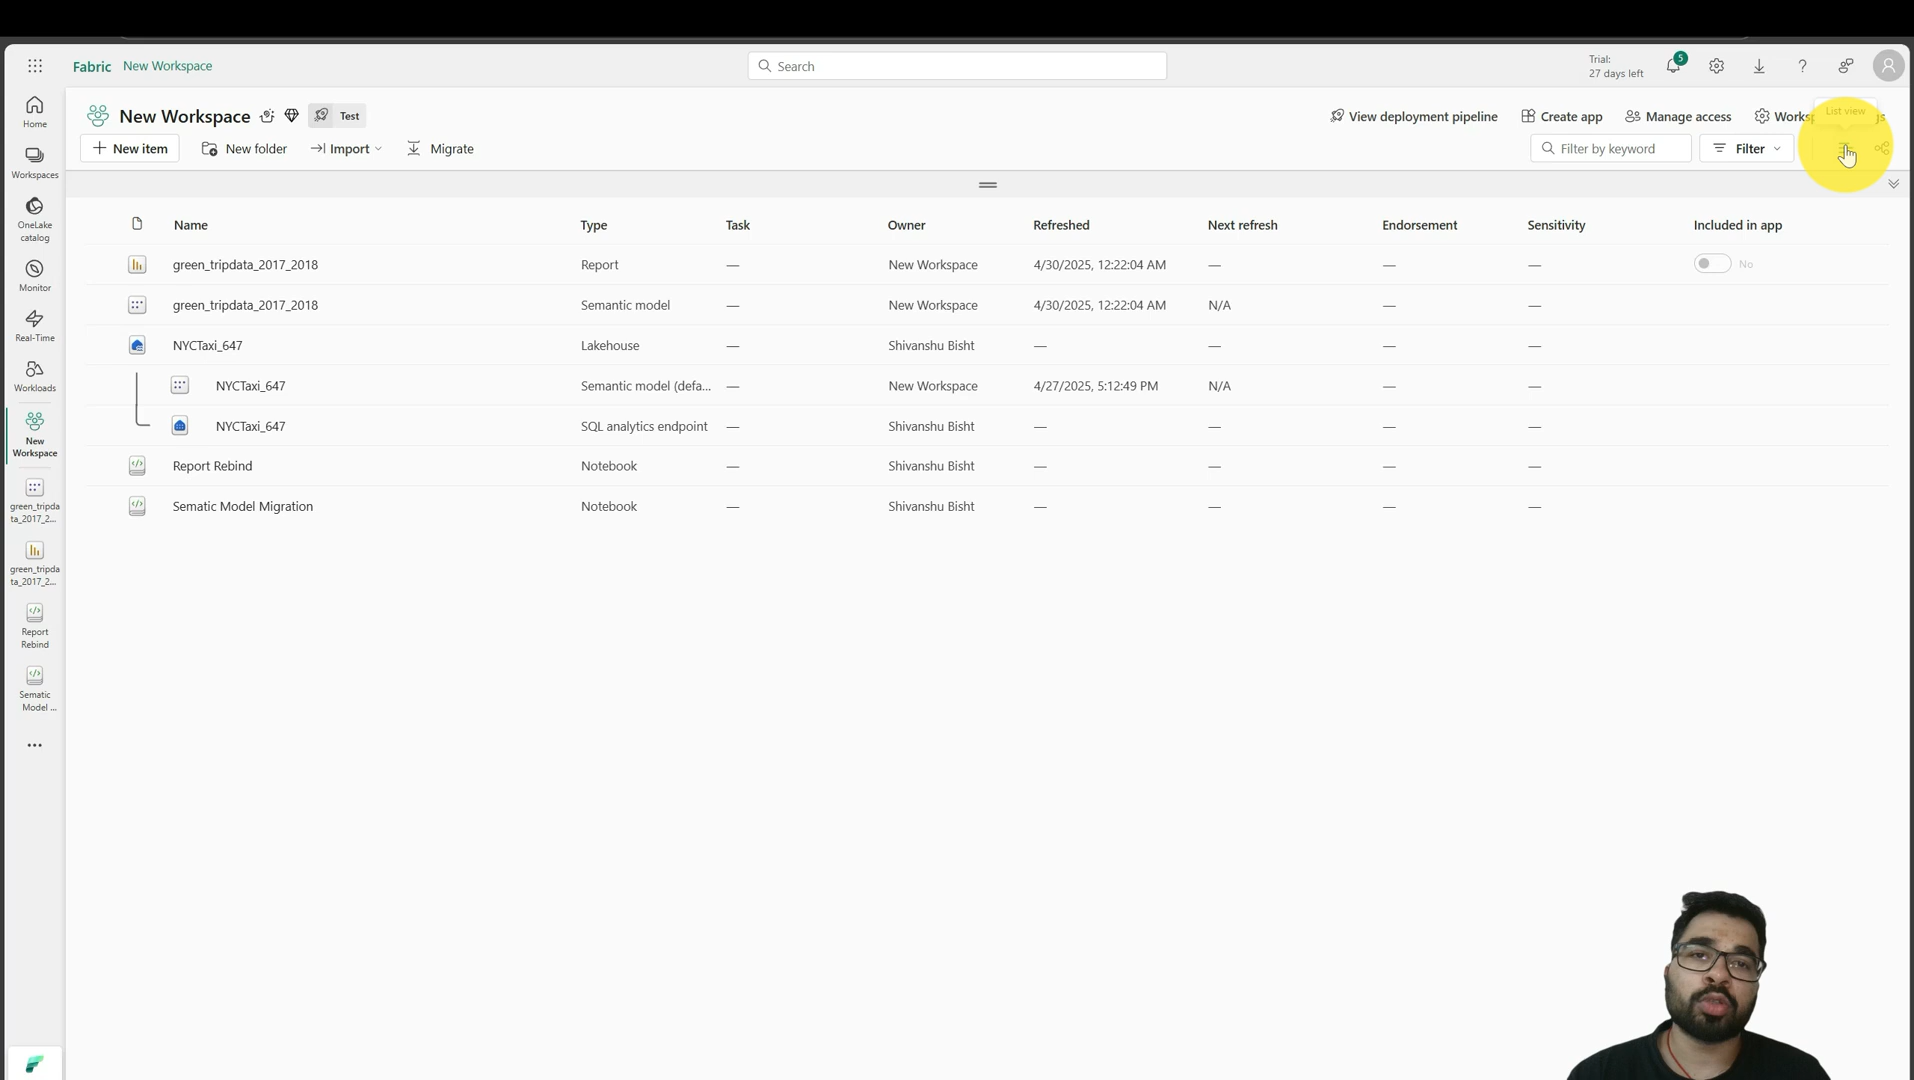 Fabric New Workspace
Search
Trial:
27 days left
5
Home
Workspaces
OneLake
catalog
Monitor
Real-Time
Workloads
New
Workspace
green_tripda
ta_2017_2...
green_tripda
ta_2017_2...
Report
Rebind
Sematic
Model ...
New Workspace Test
View deployment pipeline Create app Manage access
List view
New item New folder Import Migrate
Filter by keyword Filter
Name Type Task Owner Refreshed Next refresh Endorsement Sensitivity Included in app
green_tripdata_2017_2018 Report — New Workspace 4/30/2025, 12:22:04 AM — — — No
green_tripdata_2017_2018 Semantic model — New Workspace 4/30/2025, 12:22:04 AM N/A — —
NYCTaxi_647 Lakehouse — Shivanshu Bisht — — — —
NYCTaxi_647 Semantic model (defa... — New Workspace 4/27/2025, 5:12:49 PM N/A — —
NYCTaxi_647 SQL analytics endpoint — Shivanshu Bisht — — — —
Report Rebind Notebook — Shivanshu Bisht — — — —
Sematic Model Migration Notebook — Shivanshu Bisht — — — —